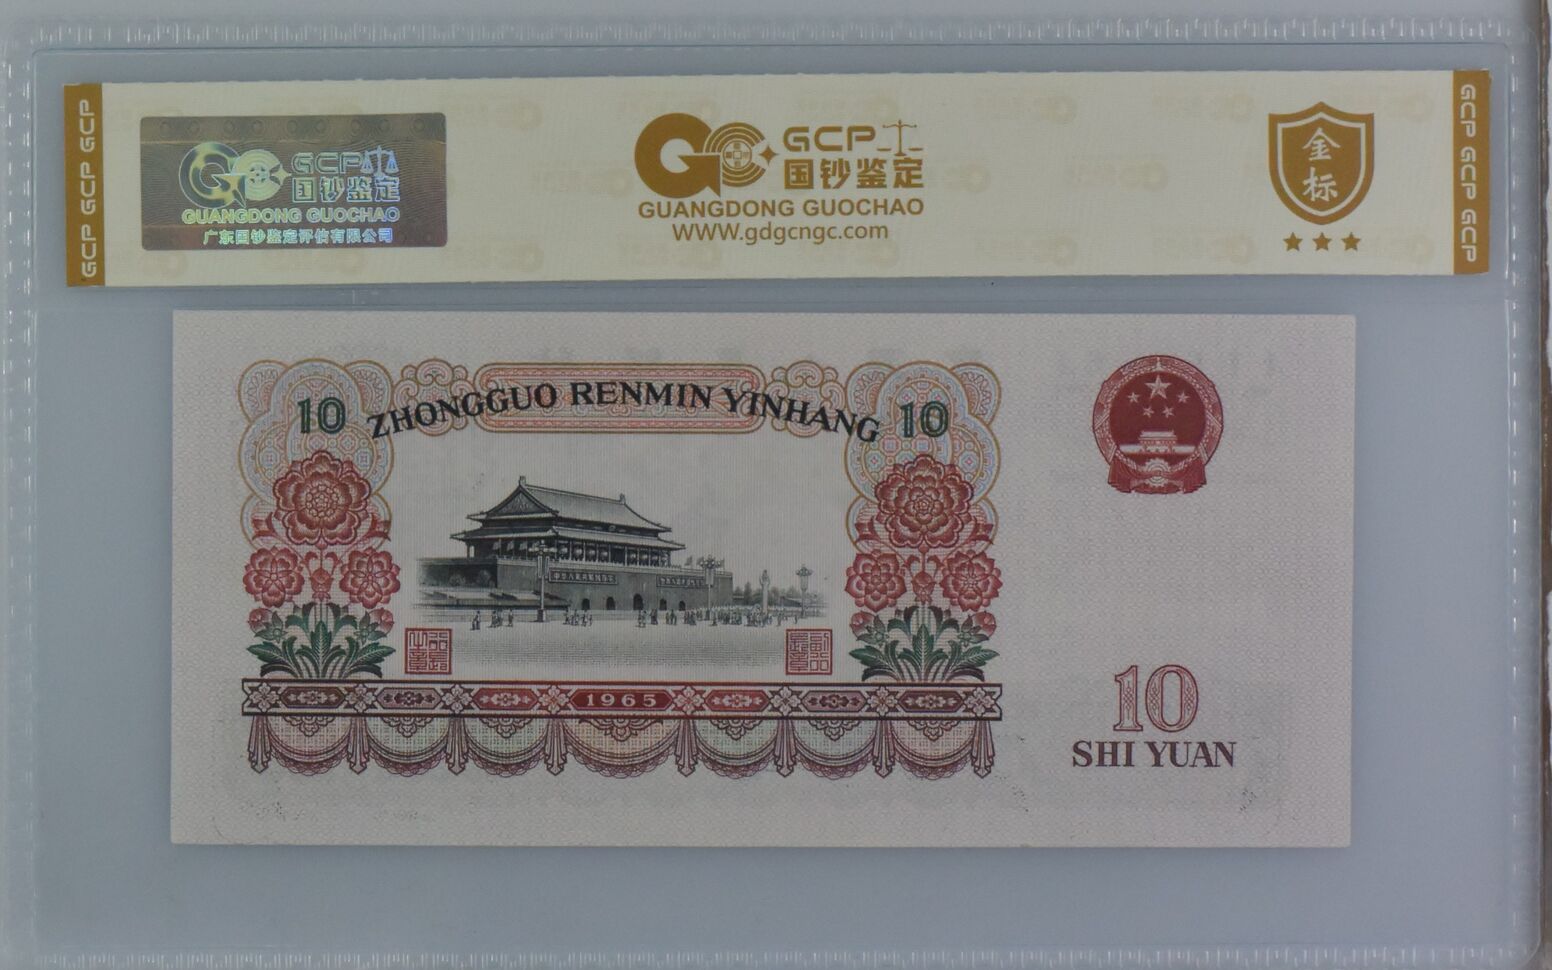 GCP GCP GCP
GCP
国钞鉴定
GUANGDONG GUOCHAO
广东国钞鉴定评估有限公司
GCP
国钞鉴定
GUANGDONG GUOCHAO
WWW.gdgcngc.com
金标
GCP GCP GCP
10 ZHONGGUO RENMIN YINHANG 10
1965
10
SHI YUAN